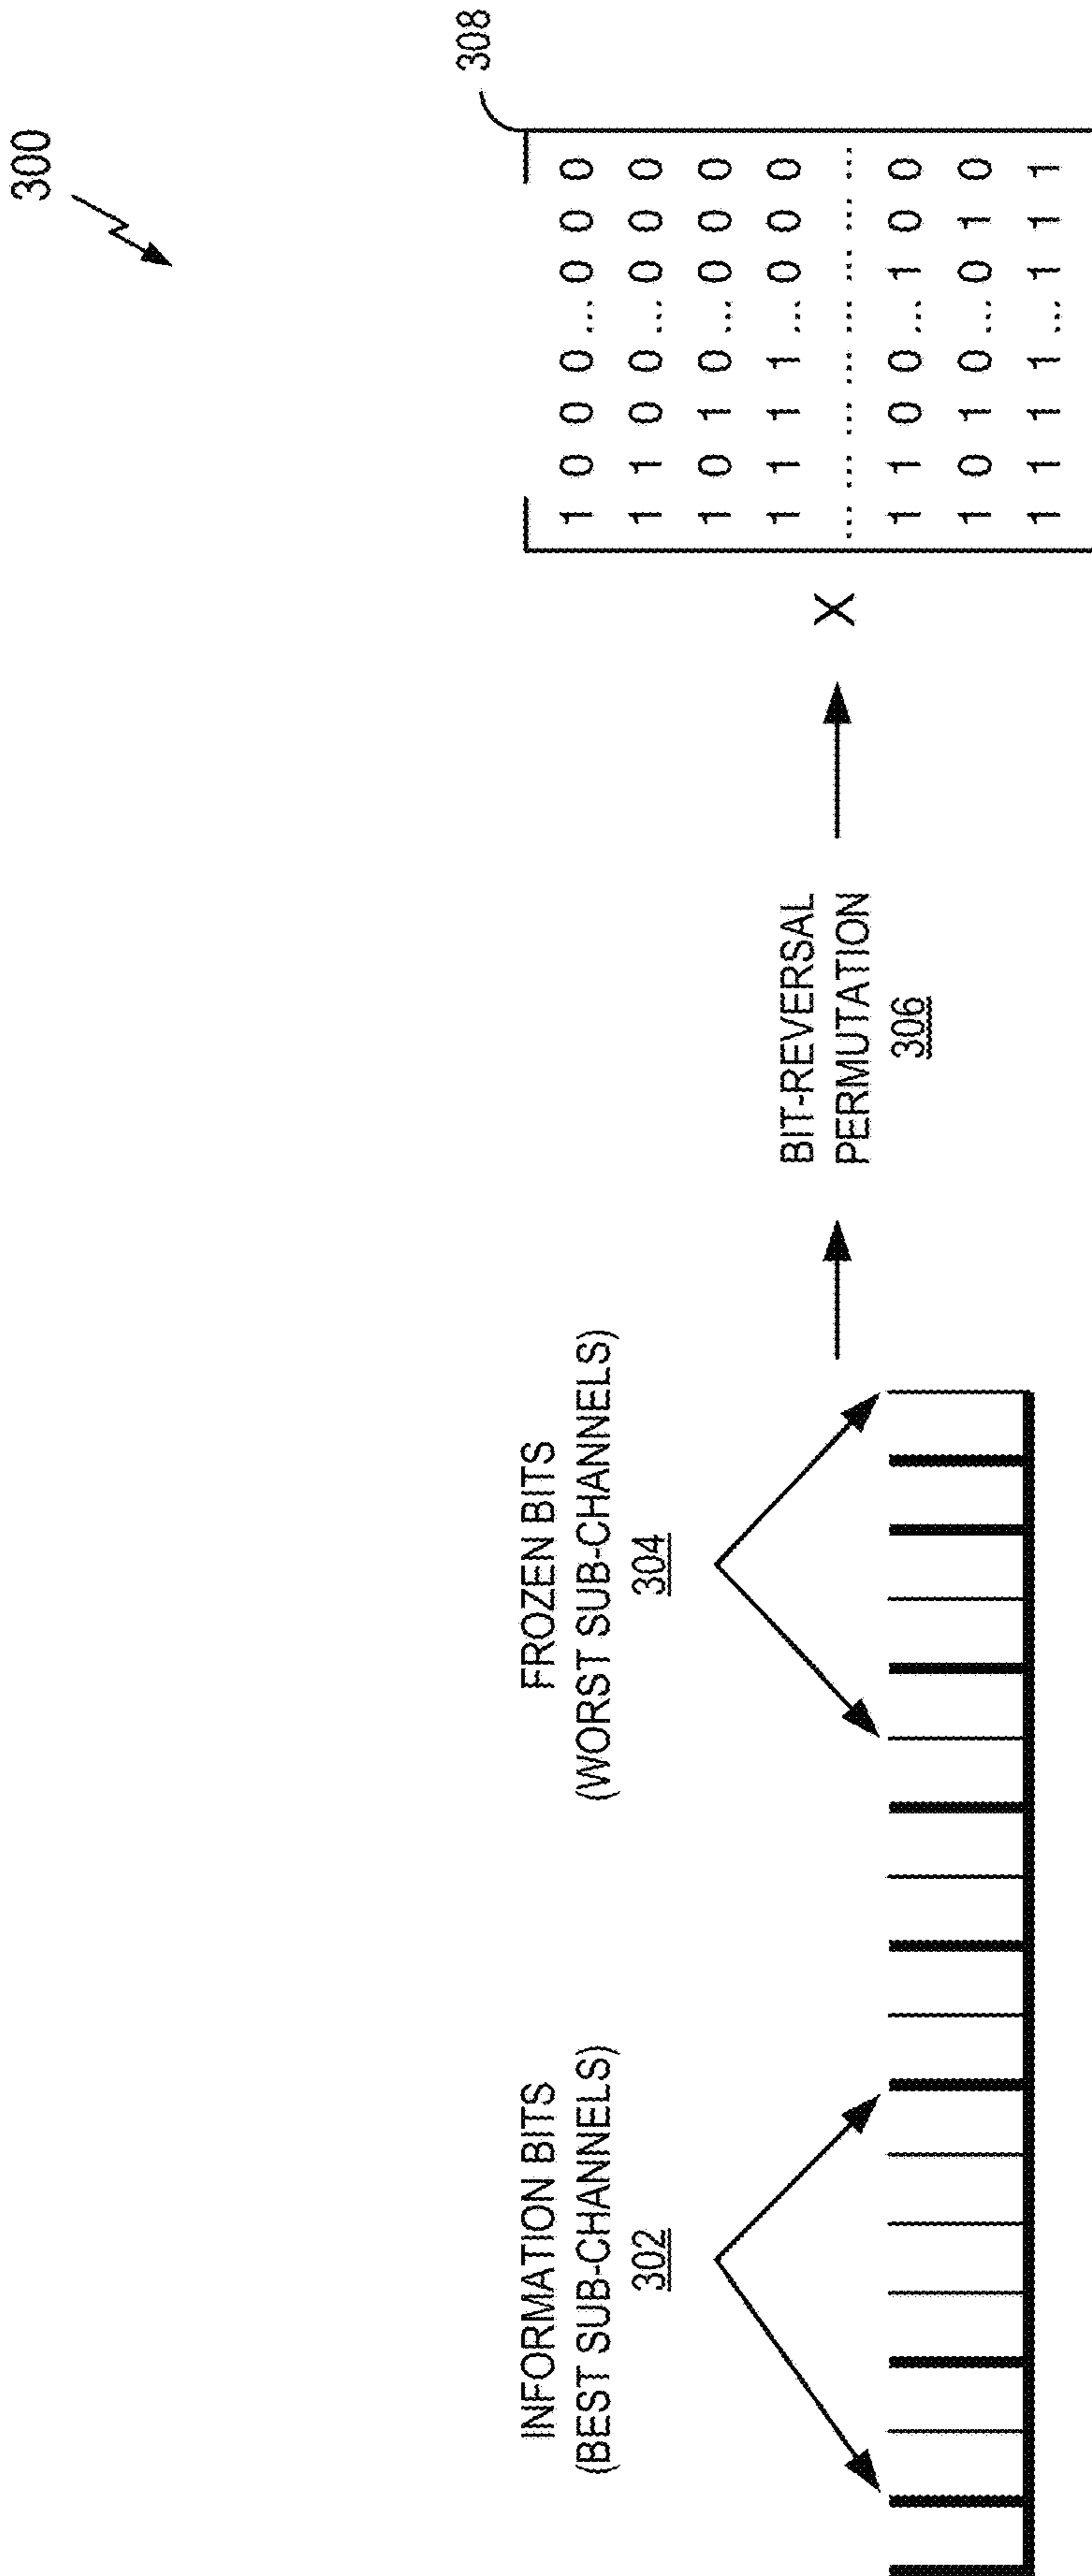 300
INFORMATION BITS
(BEST SUB-CHANNELS)
302
FROZEN BITS
(WORST SUB-CHANNELS)
304
BIT-REVERSAL
PERMUTATION
306
X
308
1 0 0 0 ... 0 0 0
1 1 0 0 ... 0 0 0
1 0 1 0 ... 0 0 0
1 1 1 1 ... 0 0 0
... ... ... ... ... ... ...
1 1 0 0 ... 1 0 0
1 0 1 0 ... 0 1 0
1 1 1 1 ... 1 1 1